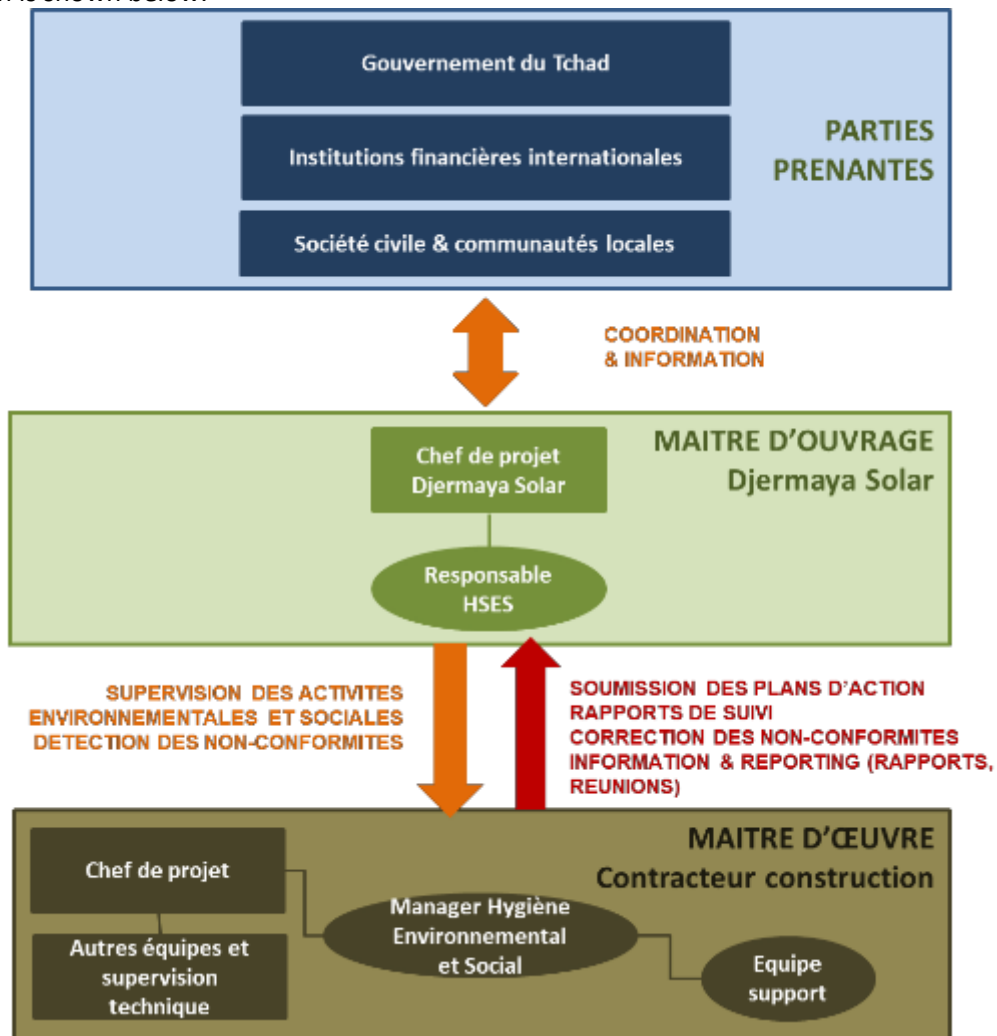 n is shown below:
Gouvernement du Tchad
Institutions financières internationales
Société civile & communautés locales
PARTIES
PRENANTES
COORDINATION
& INFORMATION
MAITRE D'OUVRAGE
Djermaya Solar
Chef de projet
Djermaya Solar
Responsable
HSES
SUPERVISION DES ACTIVITES
ENVIRONNEMENTALES ET SOCIALES
DETECTION DES NON-CONFORMITES
SOUMISSION DES PLANS D'ACTION
RAPPORTS DE SUIVI
CORRECTION DES NON-CONFORMITES
INFORMATION & REPORTING (RAPPORTS,
REUNIONS)
MAITRE D'ŒUVRE
Contracteur construction
Chef de projet
Autres équipes et
supervision
technique
Manager Hygiène
Environnemental
et Social
Equipe
support